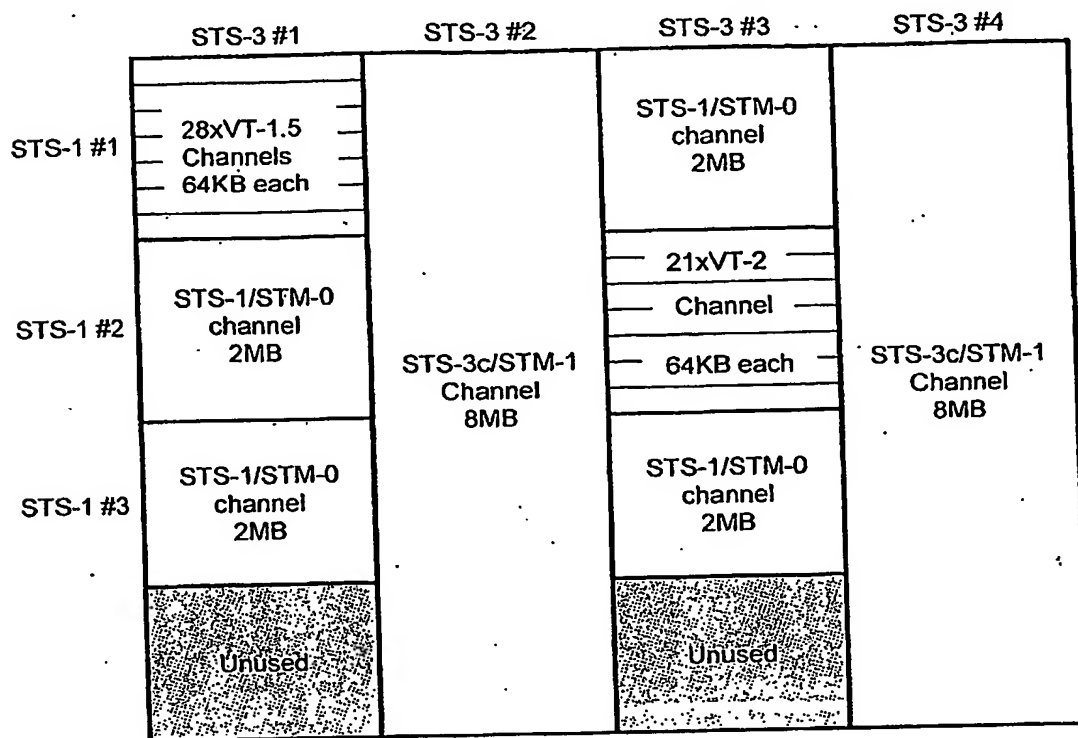 STS-3 #1
STS-3 #2
STS-3 #3
STS-3 #4
STS-1 #1
28xVT-1.5
Channels
64KB each
STS-1/STM-0
channel
2MB
21xVT-2
Channel
64KB each
STS-1 #2
STS-1/STM-0
channel
2MB
STS-3c/STM-1
Channel
8MB
STS-3c/STM-1
Channel
8MB
STS-1 #3
STS-1/STM-0
channel
2MB
STS-1/STM-0
channel
2MB
Unused
Unused